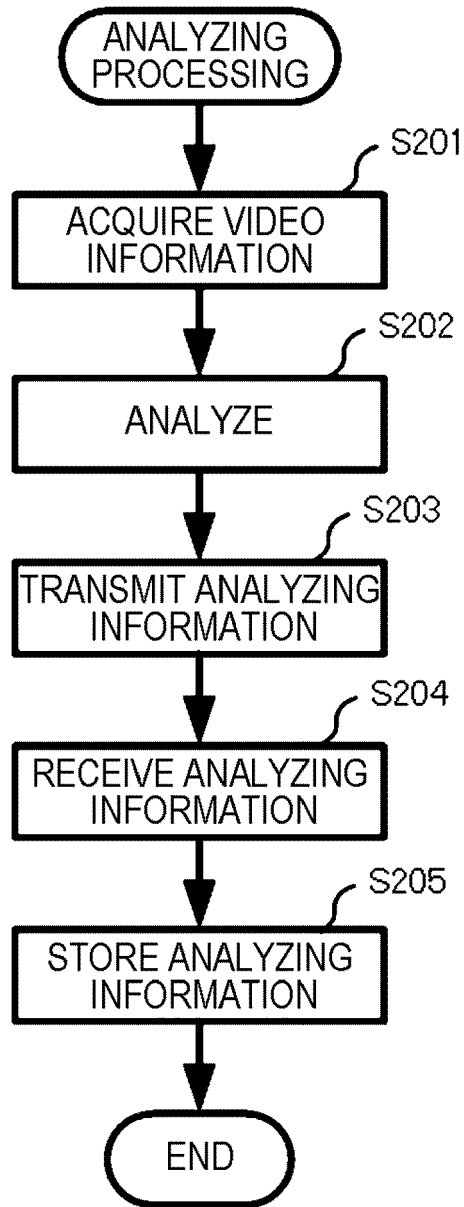 ANALYZING
PROCESSING
S201
ACQUIRE VIDEO
INFORMATION
S202
ANALYZE
S203
TRANSMIT ANALYZING
INFORMATION
S204
RECEIVE ANALYZING
INFORMATION
S205
STORE ANALYZING
INFORMATION
END